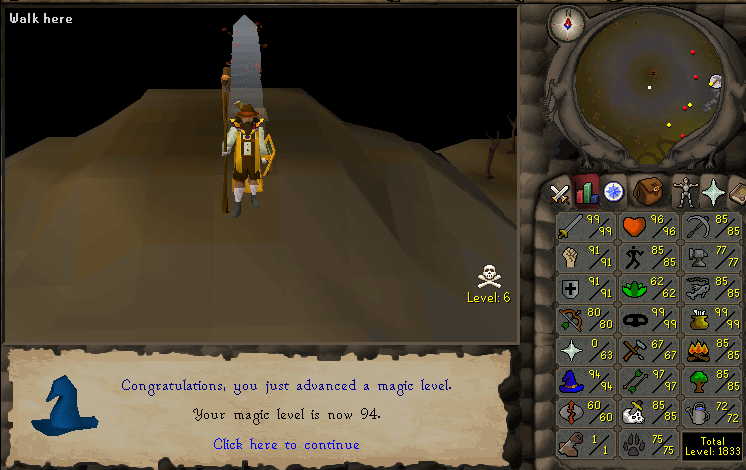 Walk here
N
Level: 6
Congratulations, you just advanced a magic level.
Your magic level is now 94.
Click here to continue
99 99 96 96 85 85
91 91 85 85 77 77
91 91 62 62 85 85
80 80 99 99 99 99
0 63 67 67 85 85
94 94 97 97 85 85
60 60 85 85 72 72
1 1 75 75 Total
Level: 1833